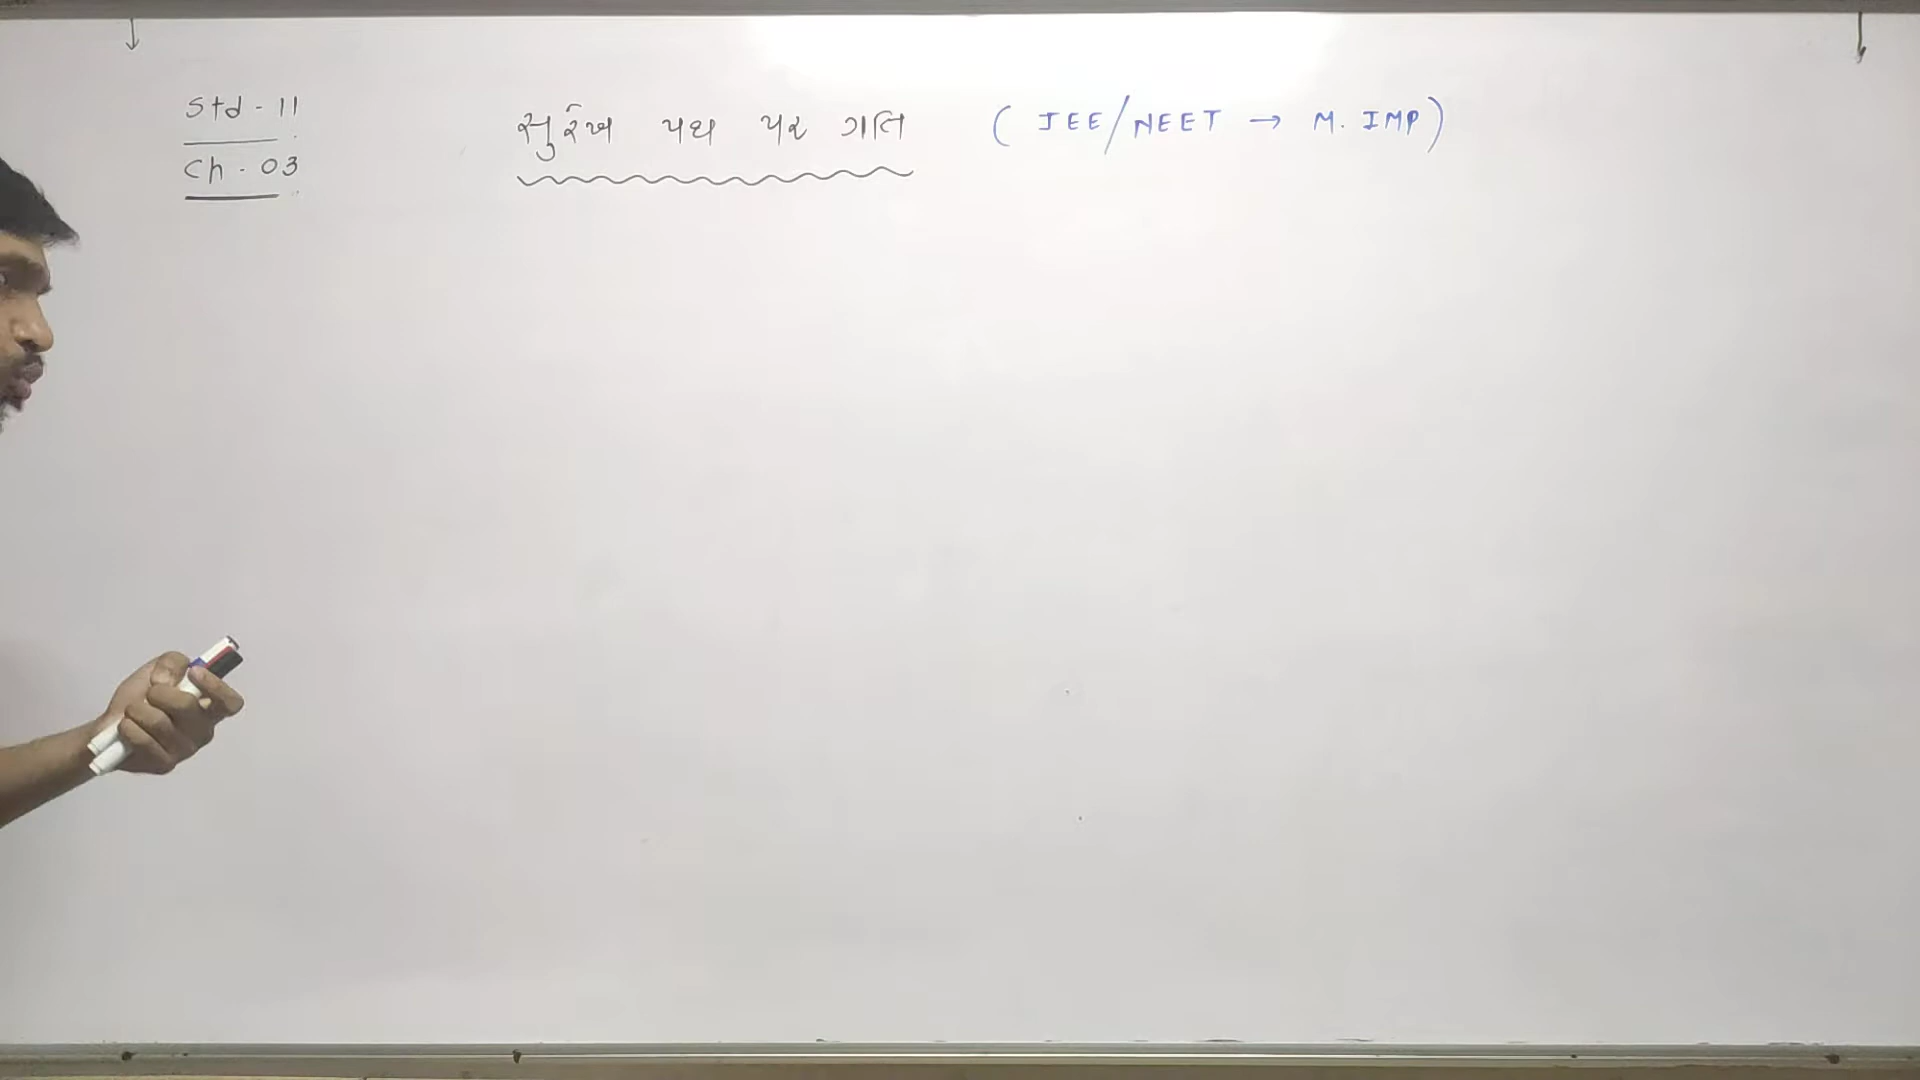 Std - 11
Ch - 03
સુરેખ પથ પર ગતિ (JEE/NEET → M. IMP)